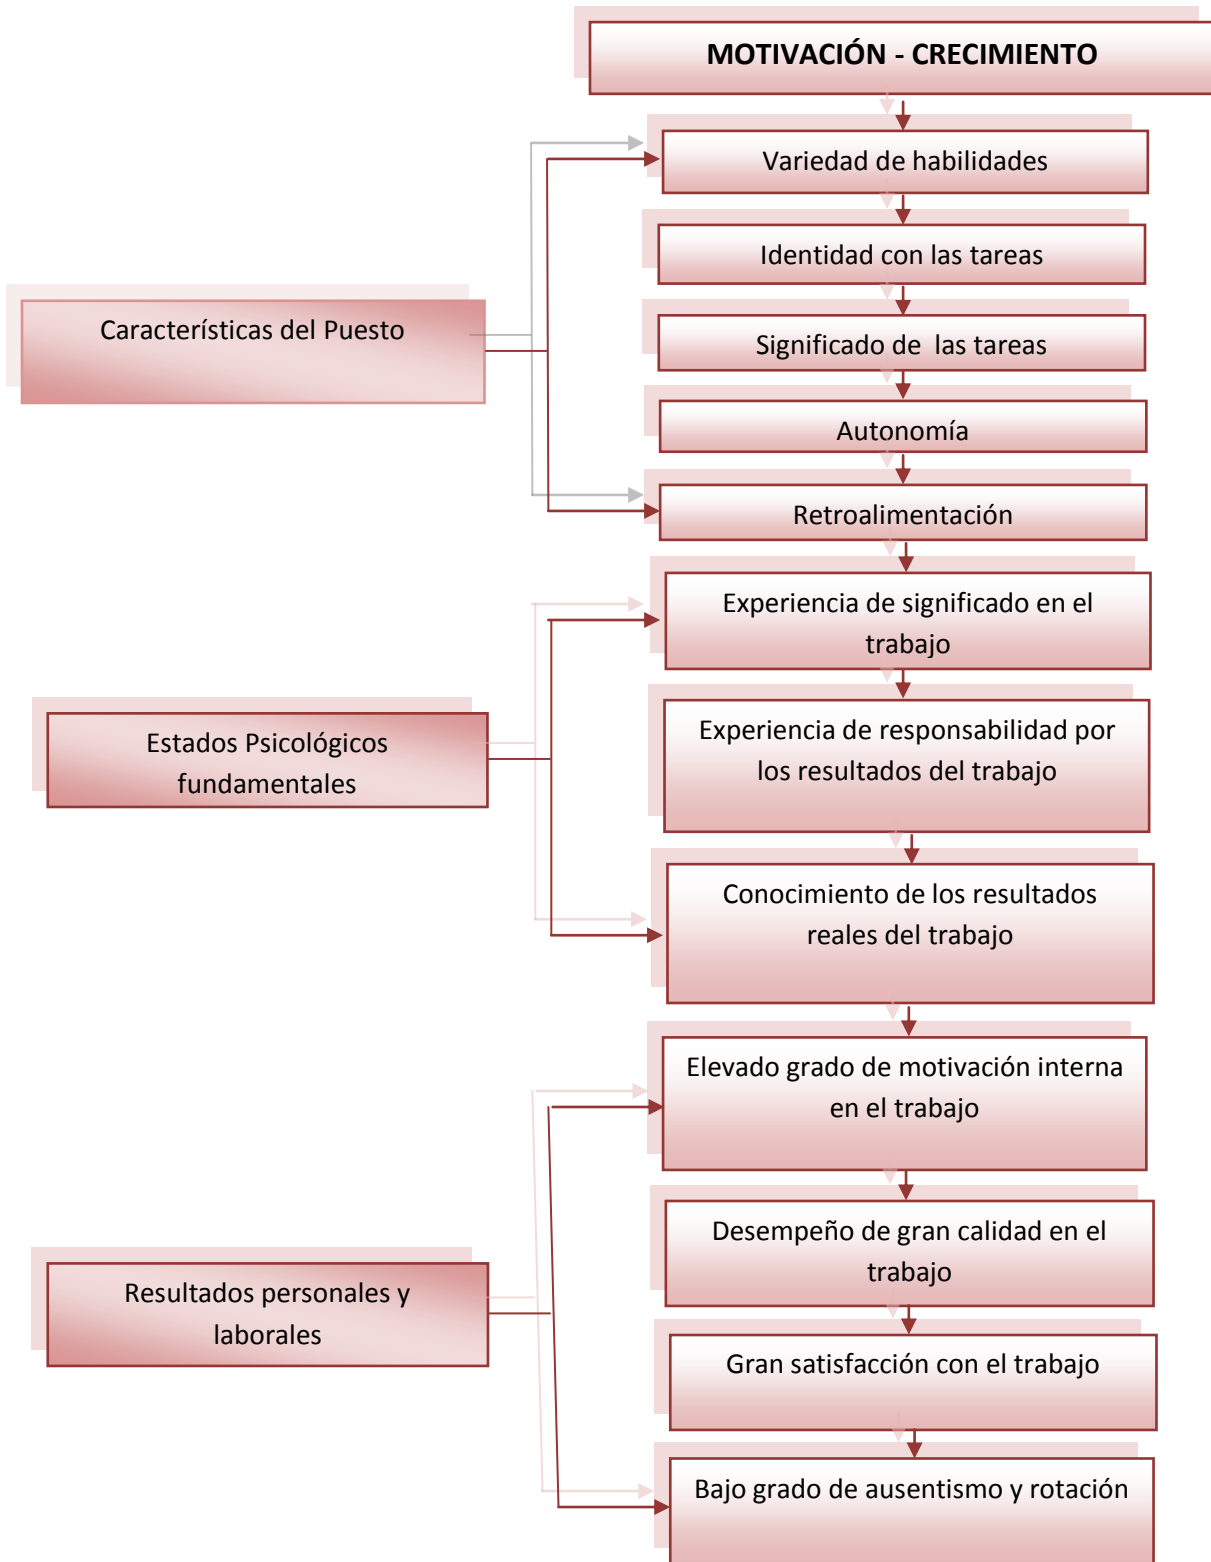 MOTIVACIÓN - CRECIMIENTO
Variedad de habilidades
Identidad con las tareas
Características del Puesto
Significado de las tareas
Autonomía
Retroalimentación
Experiencia de significado en el
trabajo
Estados Psicológicos
fundamentales
Experiencia de responsabilidad por
los resultados del trabajo
Conocimiento de los resultados
reales del trabajo
Elevado grado de motivación interna
en el trabajo
Desempeño de gran calidad en el
trabajo
Resultados personales y
laborales
Gran satisfacción con el trabajo
Bajo grado de ausentismo y rotación